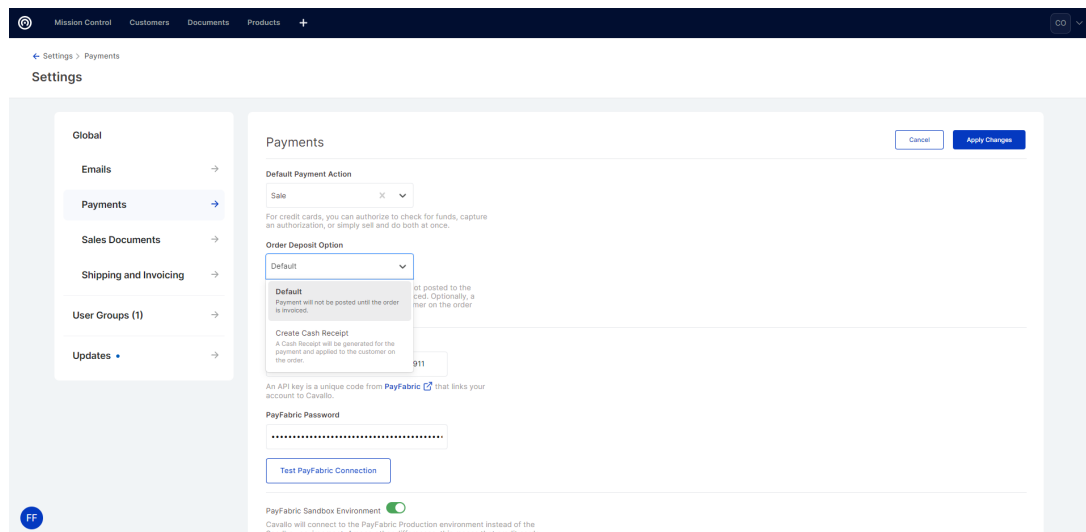 Mission Control Customers Documents Products + CO
← Settings > Payments
Settings
Global
Emails
Payments
Sales Documents
Shipping and Invoicing
User Groups (1)
Updates
Payments
Cancel Apply Changes
Default Payment Action
Sale
For credit cards, you can authorize to check for funds, capture
an authorization, or simply sell and do both at once.
Order Deposit Option
Default
ot posted to the
ced. Optionally, a
mer on the order
Default
Payment will not be posted until the order
is invoiced.
Create Cash Receipt
A Cash Receipt will be generated for the
payment and applied to the customer on
the order.
911
An API key is a unique code from PayFabric that links your
account to Cavallo.
PayFabric Password
Test PayFabric Connection
PayFabric Sandbox Environment
Cavallo will connect to the PayFabric Production environment instead of the
FF